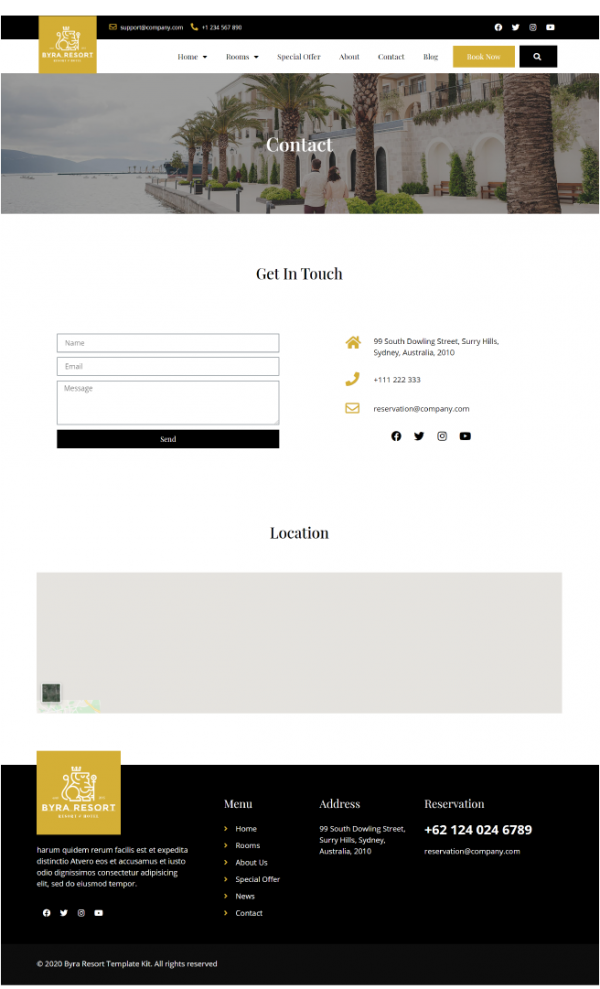 support@company.com +1 234 567 890
BYRA RESORT
Home Rooms Special Offer About Contact Blog Book Now
Contact
Get In Touch
Name
Email
Message
Send
99 South Dowling Street, Surry Hills,
Sydney, Australia, 2010
+111 222 333
reservation@company.com
Location
BYRA RESORT
RESORT & HOTEL
harum quidem rerum facilis est et expedita
distinctio Atvero eos et accusamus et iusto
odio dignissimos consectetur adipisicing
elit, sed do eiusmod tempor.
Menu
Home
Rooms
About Us
Special Offer
News
Contact
Address
99 South Dowling Street,
Surry Hills, Sydney,
Australia, 2010
Reservation
+62 124 024 6789
reservation@company.com
© 2020 Byra Resort Template Kit. All rights reserved